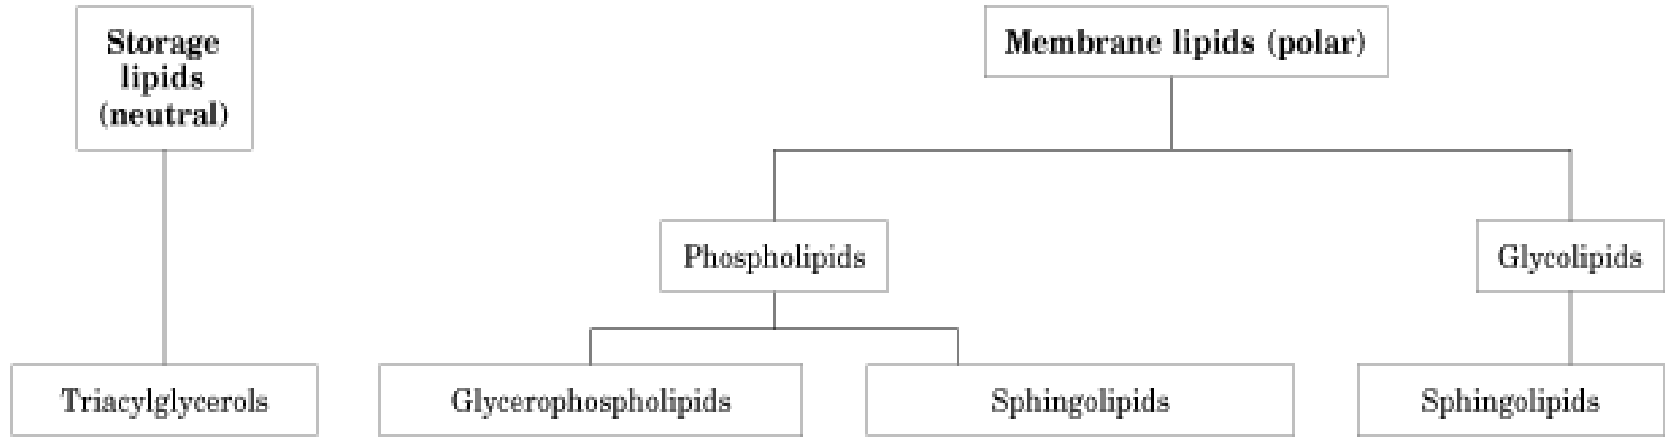 Storage
lipids
(neutral)
Membrane lipids (polar)
Phospholipids
Glycolipids
Triacylglycerols
Glycerophospholipids
Sphingolipids
Sphingolipids